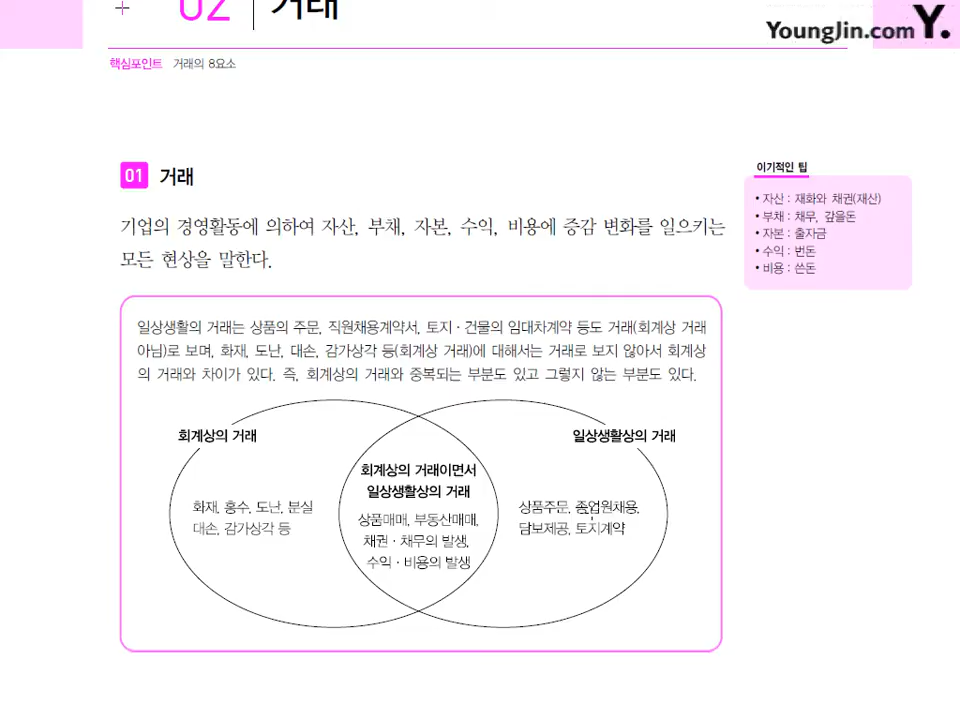 02 거래
YoungJin.com Y.
핵심포인트 거래의 8요소
01 거래
기업의 경영활동에 의하여 자산, 부채, 자본, 수익, 비용에 증감 변화를 일으키는
모든 현상을 말한다.
이기적인 팁
• 자산 : 재화와 채권(재산)
• 부채 : 채무, 갚을돈
• 자본 : 출자금
• 수익 : 번돈
• 비용 : 쓴돈
일상생활의 거래는 상품의 주문, 직원채용계약서, 토지·건물의 임대차계약 등도 거래(회계상 거래
아님)로 보며, 화재, 도난, 대손, 감가상각 등(회계상 거래)에 대해서는 거래로 보지 않아서 회계상
의 거래와 차이가 있다. 즉, 회계상의 거래와 중복되는 부분도 있고 그렇지 않는 부분도 있다.
회계상의 거래
화재, 홍수, 도난, 분실
대손, 감가상각 등
회계상의 거래이면서
일상생활상의 거래
상품매매, 부동산매매,
채권·채무의 발생,
수익·비용의 발생
일상생활상의 거래
상품주문, 종업원채용,
담보제공, 토지계약